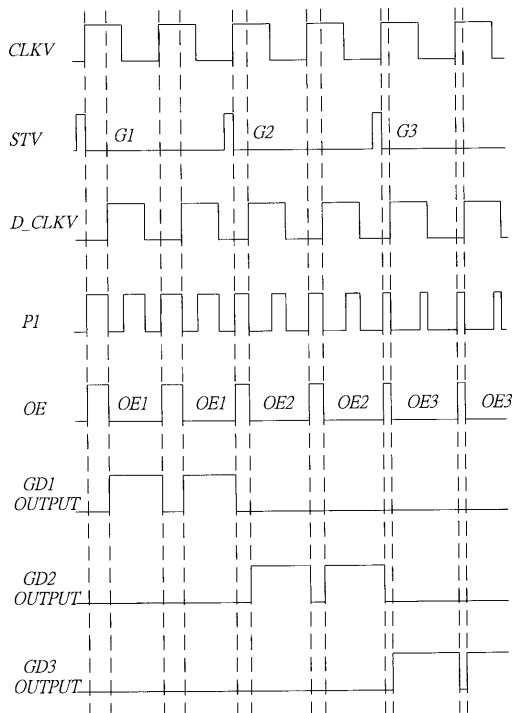 CLKV
STV G1 G2 G3
D_CLKV
P1
OE OE1 OE1 OE2 OE2 OE3 OE3
GD1
OUTPUT
GD2
OUTPUT
GD3
OUTPUT